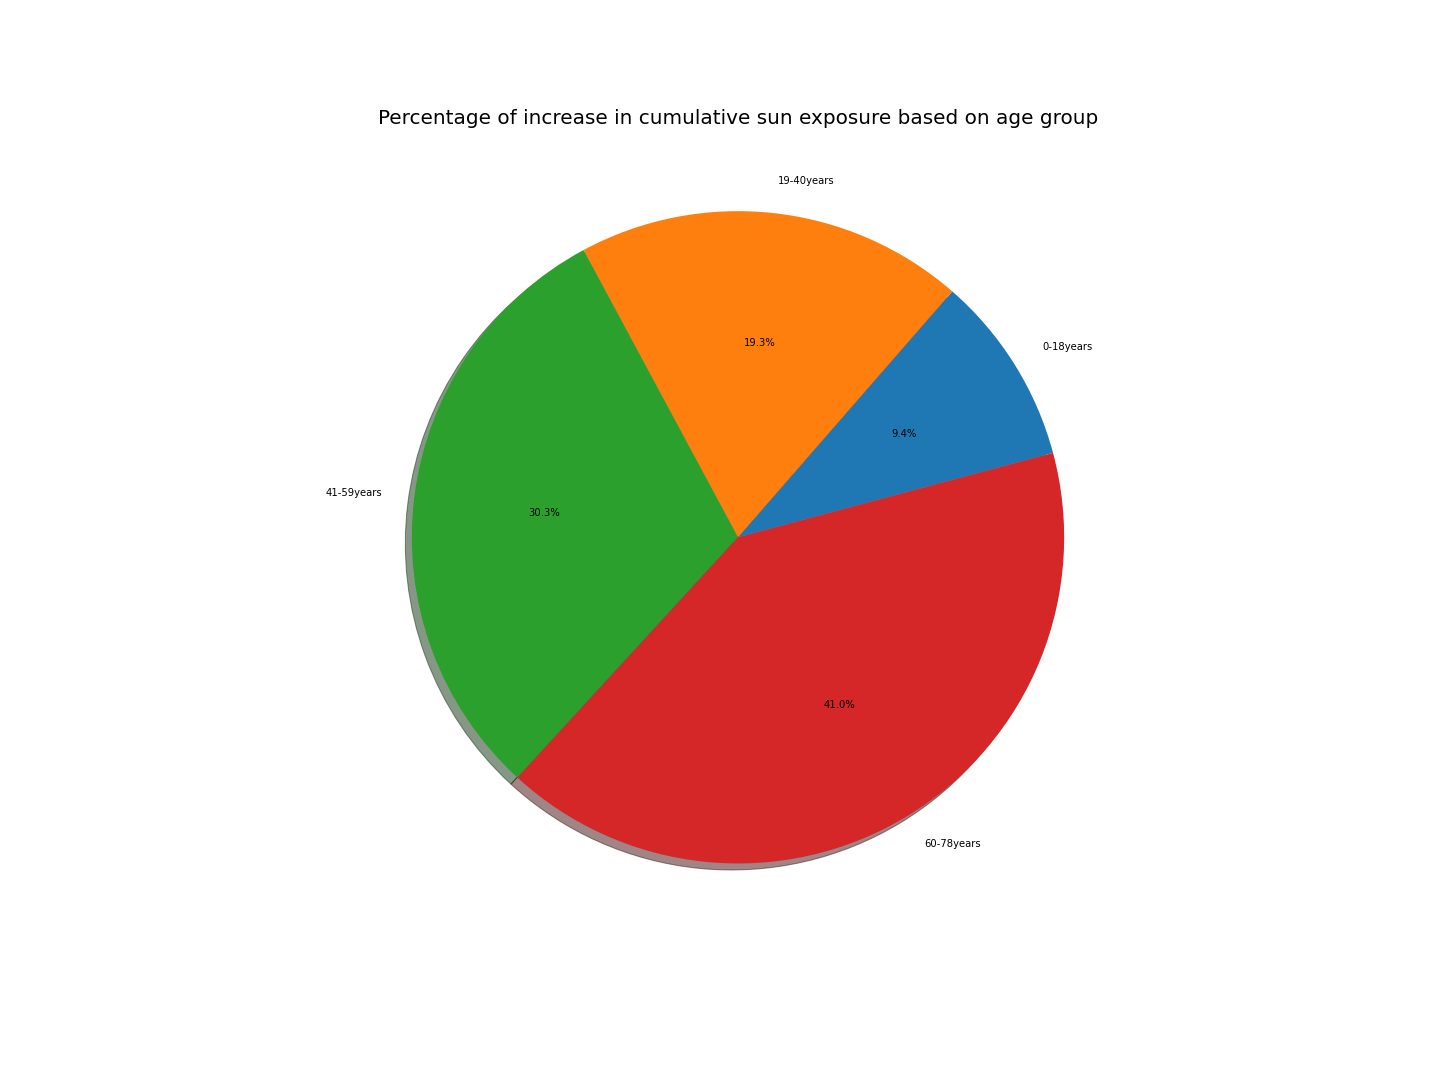 Percentage of increase in cumulative sun exposure based on age group
19-40years
0-18years
19.3%
9.4%
41-59years
30.3%
41.0%
60-78years